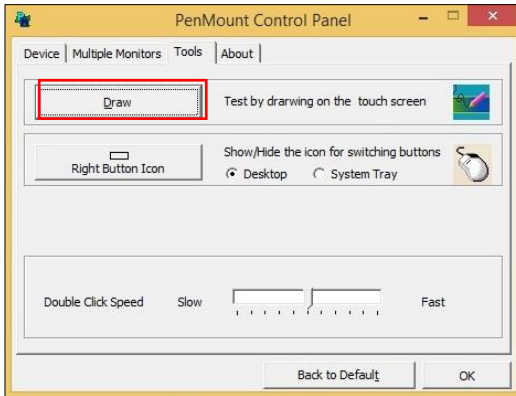 PenMount Control Panel
Device Multiple Monitors Tools About
Draw Test by drarwing on the touch screen
Show/Hide the icon for switching buttons
Right Button Icon Desktop System Tray
Double Click Speed Slow Fast
Back to Default OK